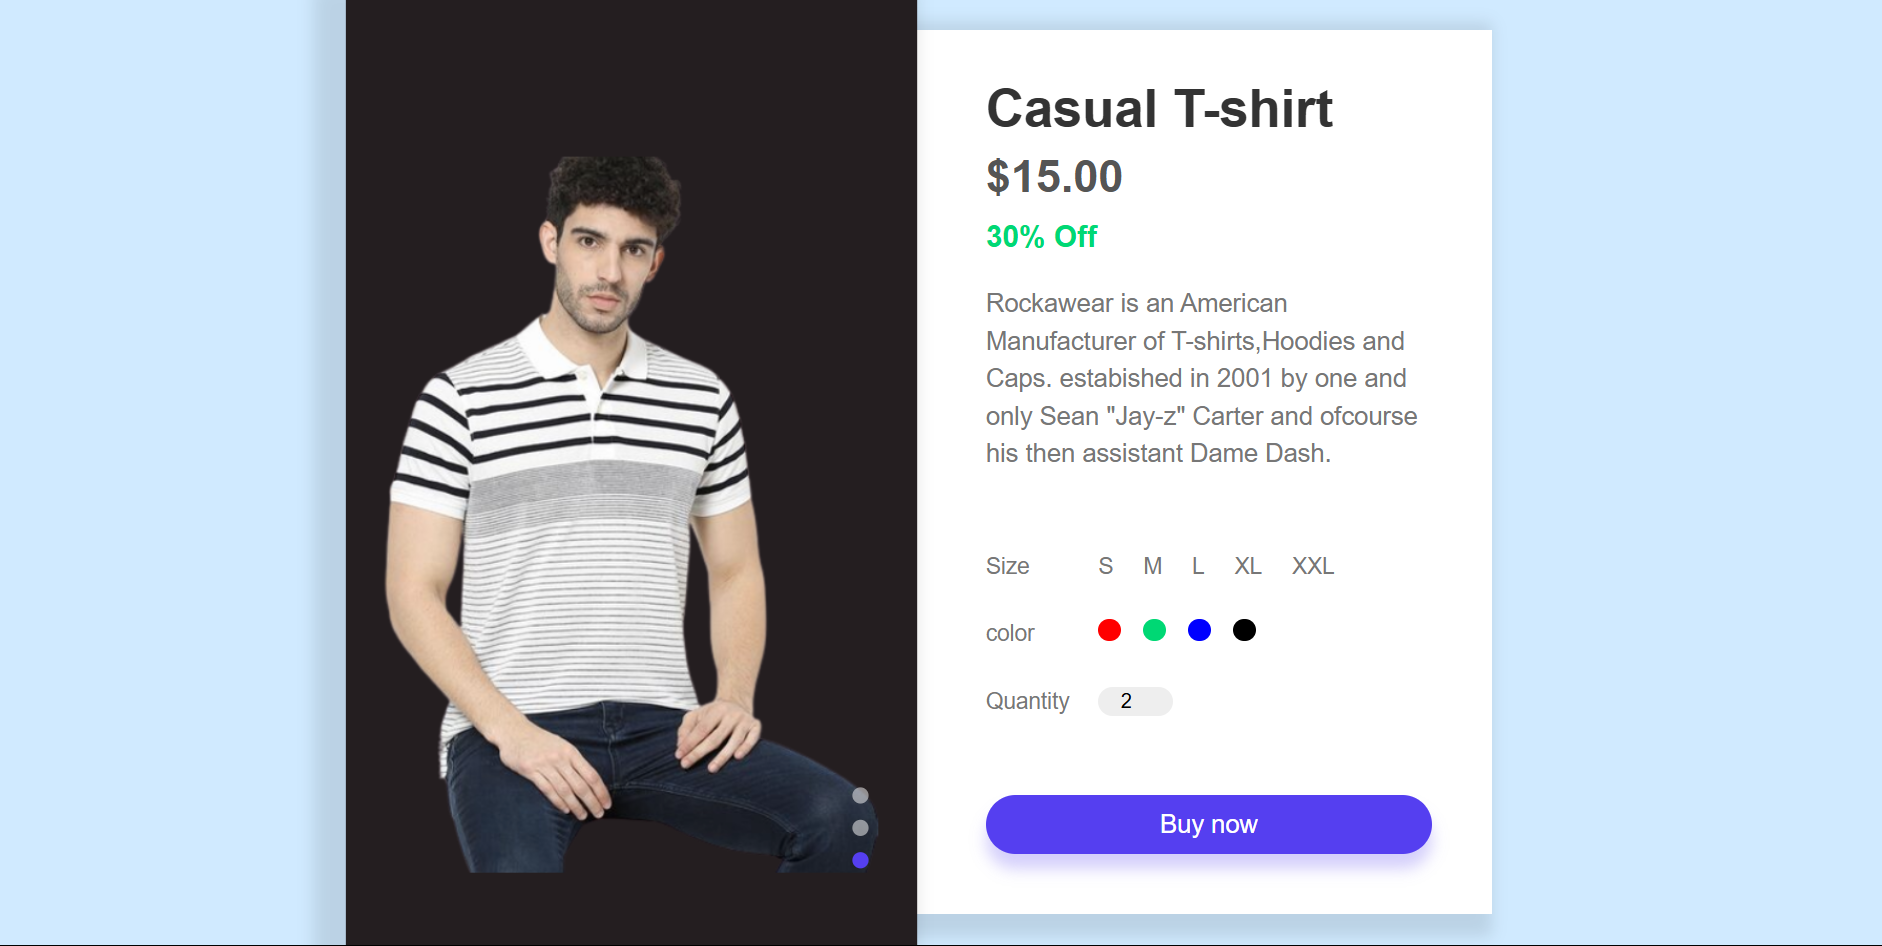 Casual T-shirt
$15.00
30% Off
Rockawear is an American
Manufacturer of T-shirts,Hoodies and
Caps. estabished in 2001 by one and
only Sean "Jay-z" Carter and ofcourse
his then assistant Dame Dash.
Size S M L XL XXL
color
Quantity 2
Buy now